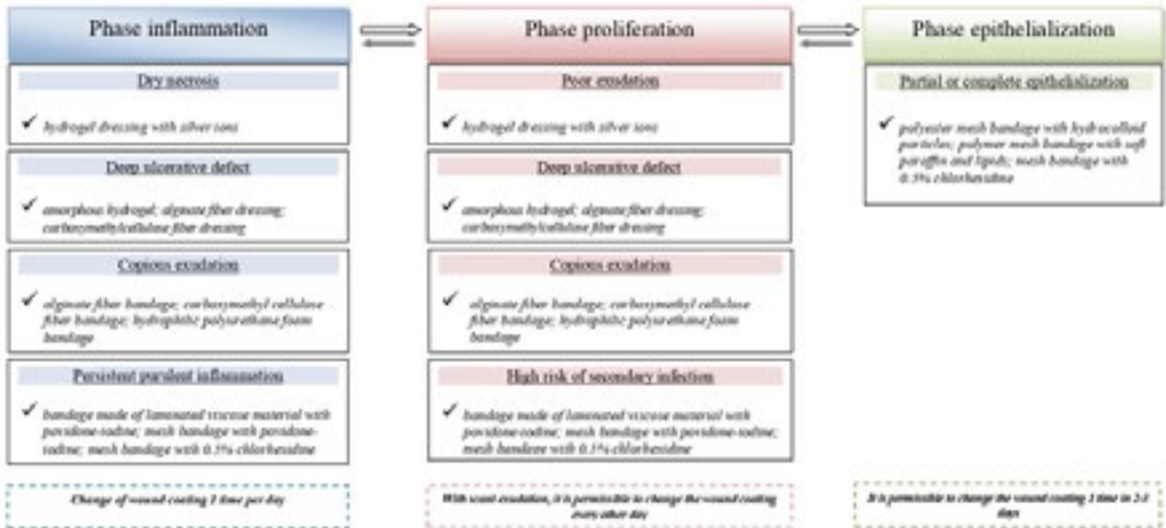 Phase inflammation
Dry necrosis
✓ hydrogel dressing with silver ions
Deep ulcerative defect
✓ amorphous hydrogel; alginate fiber dressing;
carboxymethylcellulose fiber dressing
Copious exudation
✓ alginate fiber bandage; carboxymethyl cellulose
fiber bandage; hydrophilic polyurethane foam
bandage
Persistent purulent inflammation
✓ bandage made of laminated viscose material with
povidone-iodine; mesh bandage with povidone-
iodine; mesh bandage with 0.5% chlorhexidine
Change of wound coating 1 time per day
Phase proliferation
Poor exudation
✓ hydrogel dressing with silver ions
Deep ulcerative defect
✓ amorphous hydrogel; alginate fiber dressing;
carboxymethylcellulose fiber dressing
Copious exudation
✓ alginate fiber bandage; carboxymethyl cellulose
fiber bandage; hydrophilic polyurethane foam
bandage
High risk of secondary infection
✓ bandage made of laminated viscose material with
povidone-iodine; mesh bandage with povidone-iodine;
mesh bandage with 0.5% chlorhexidine
With scant exudation, it is permissible to change the wound coating
every other day
Phase epithelialization
Partial or complete epithelialization
✓ polyester mesh bandage with hydrocolloid
particles; polymer mesh bandage with soft
paraffin and lipids; mesh bandage with
0.5% chlorhexidine
It is permissible to change the wound coating 1 time in 2-3
days